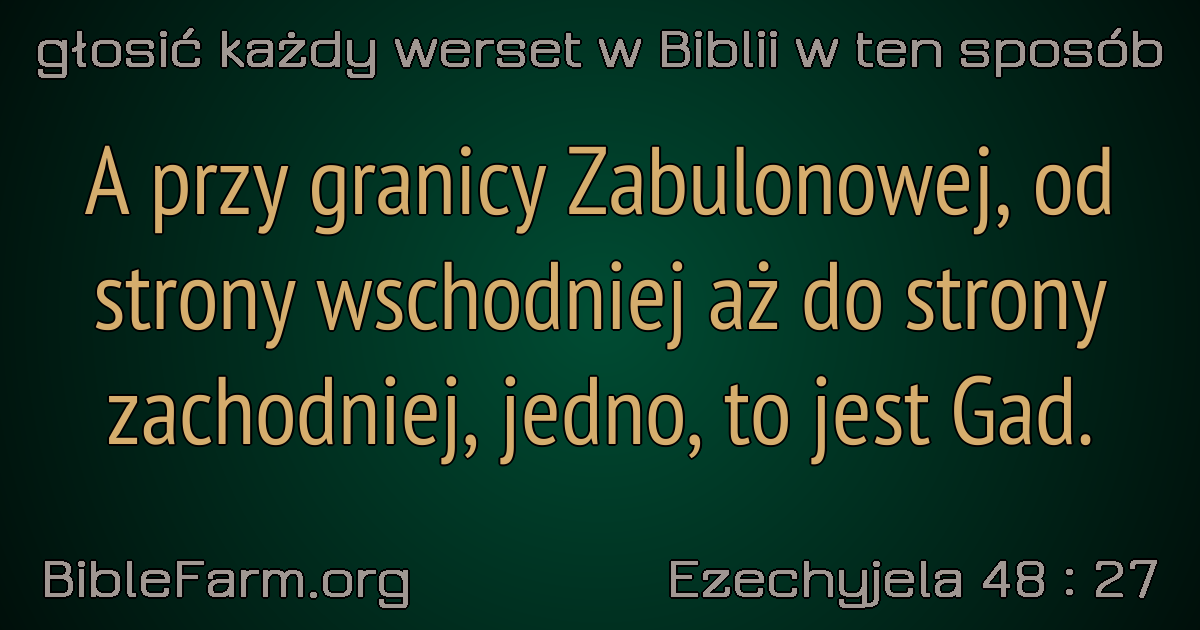 głosić każdy werset w Biblii w ten sposób
A przy granicy Zabulonowej, od
strony wschodniej aż do strony
zachodniej, jedno, to jest Gad.
BibleFarm.org
Ezechyjela 48 : 27